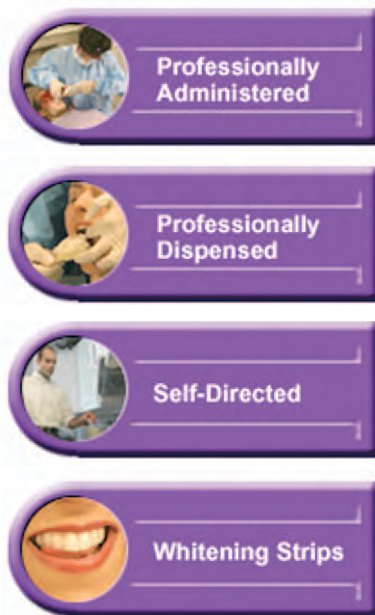 Professionally
Administered
Professionally
Dispensed
Self-Directed
Whitening Strips